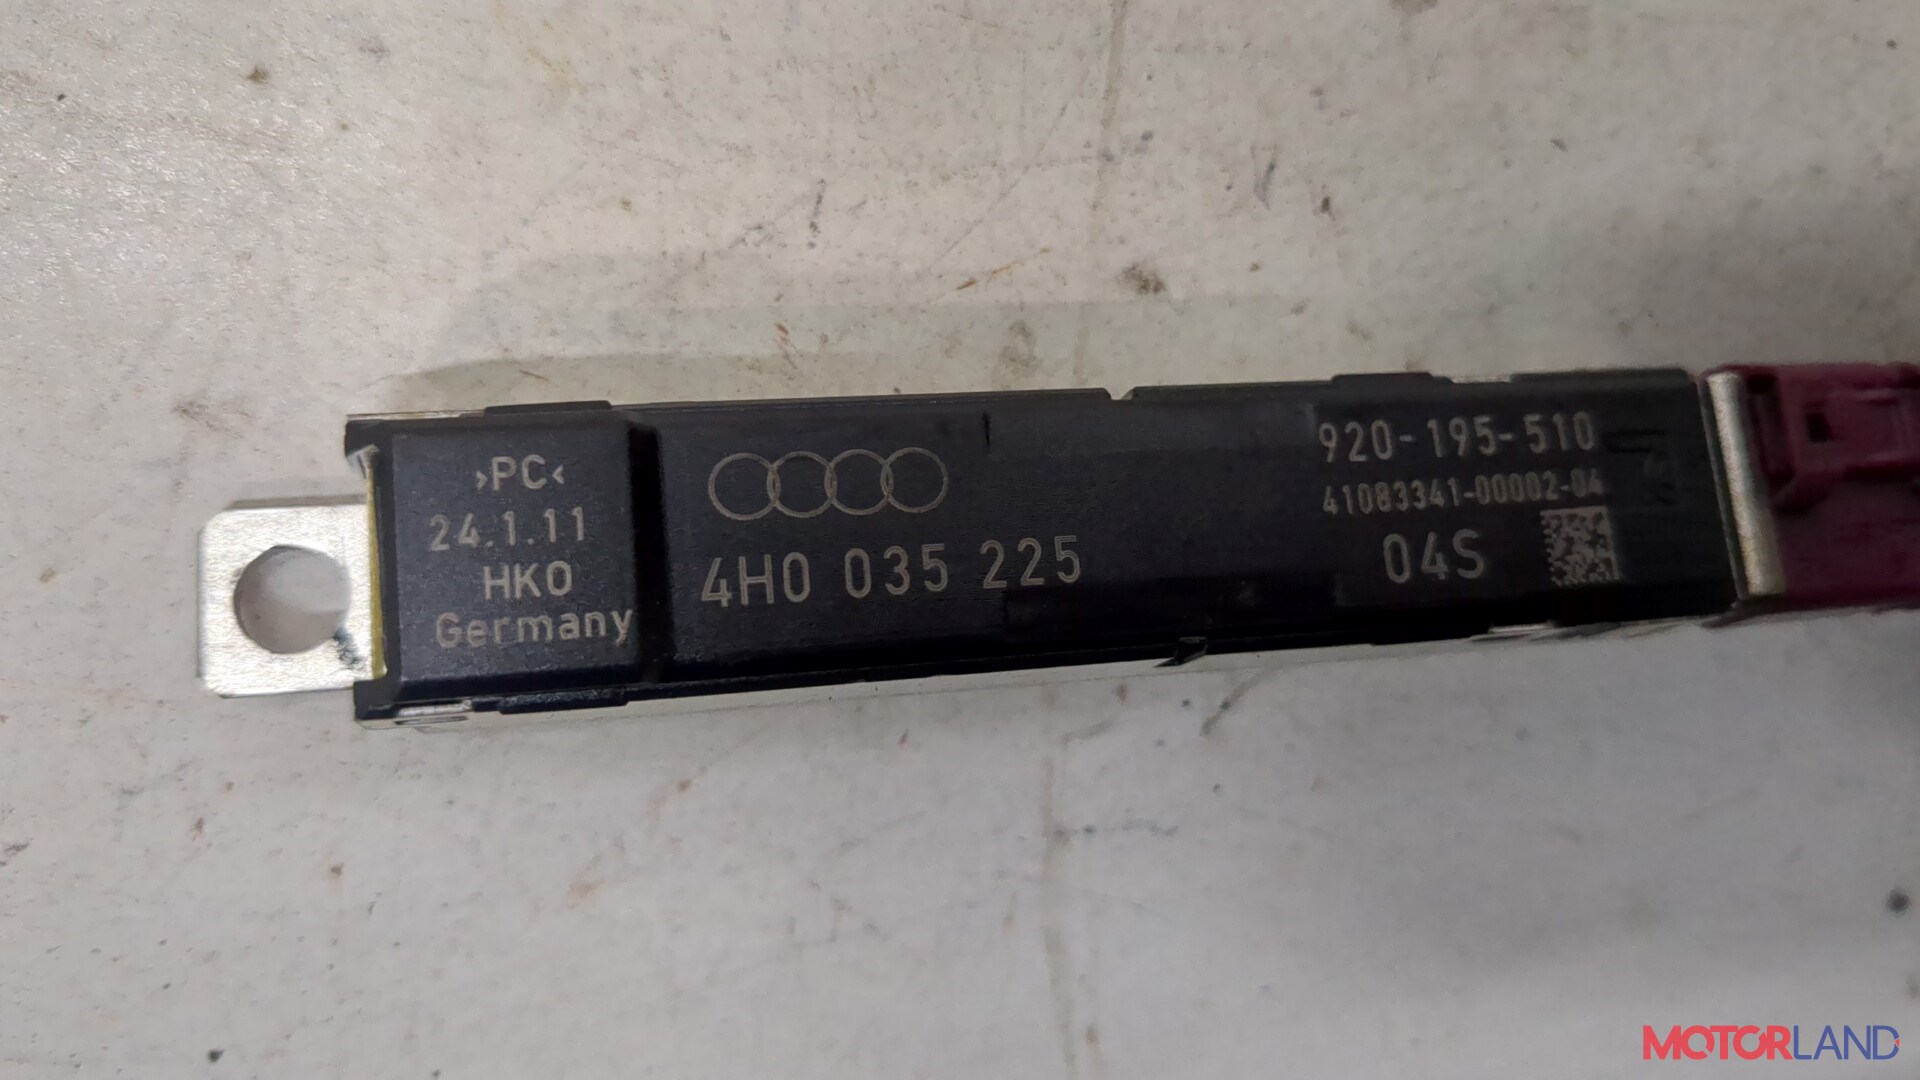 ›PC‹
24.1.11
HKO
Germany
4H0 035 225
920-195-510
41083341-00002-04
04S
MOTORLAND